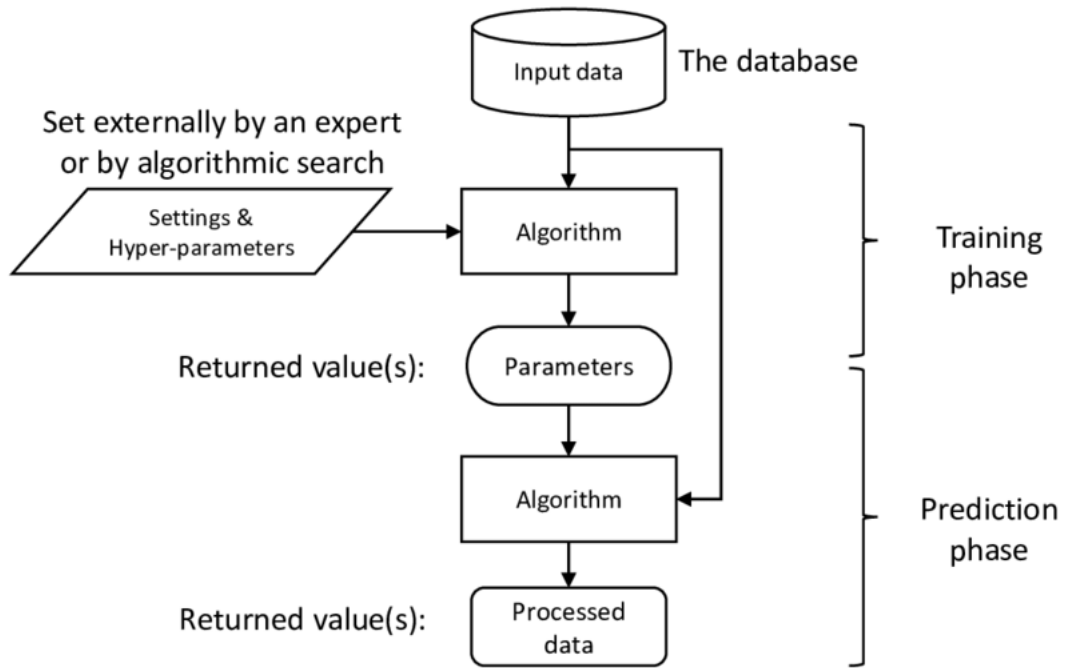 Input data
The database
Set externally by an expert
or by algorithmic search
Settings &
Hyper-parameters
Algorithm
Training
phase
Returned value(s):
Parameters
Algorithm
Prediction
phase
Returned value(s):
Processed
data